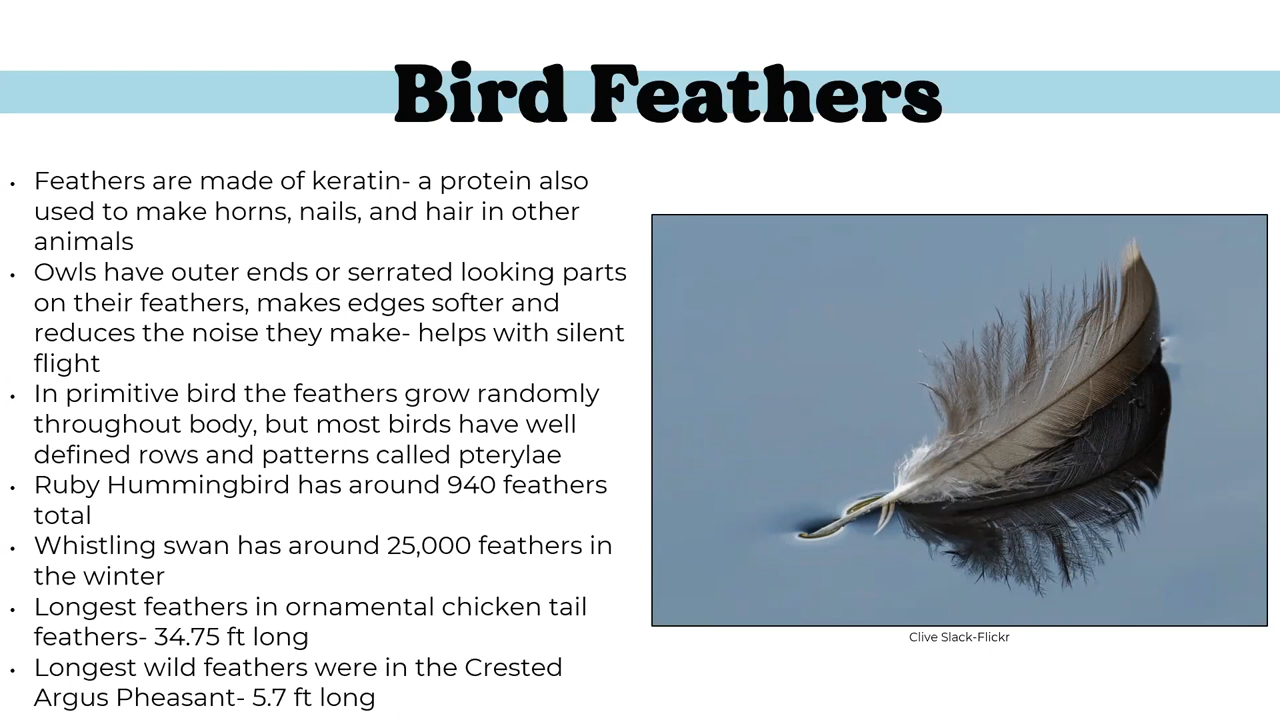 Bird Feathers
• Feathers are made of keratin- a protein also
used to make horns, nails, and hair in other
animals
• Owls have outer ends or serrated looking parts
on their feathers, makes edges softer and
reduces the noise they make- helps with silent
flight
• In primitive bird the feathers grow randomly
throughout body, but most birds have well
defined rows and patterns called pterylae
• Ruby Hummingbird has around 940 feathers
total
• Whistling swan has around 25,000 feathers in
the winter
• Longest feathers in ornamental chicken tail
feathers- 34.75 ft long
• Longest wild feathers were in the Crested
Argus Pheasant- 5.7 ft long
Clive Slack-Flickr